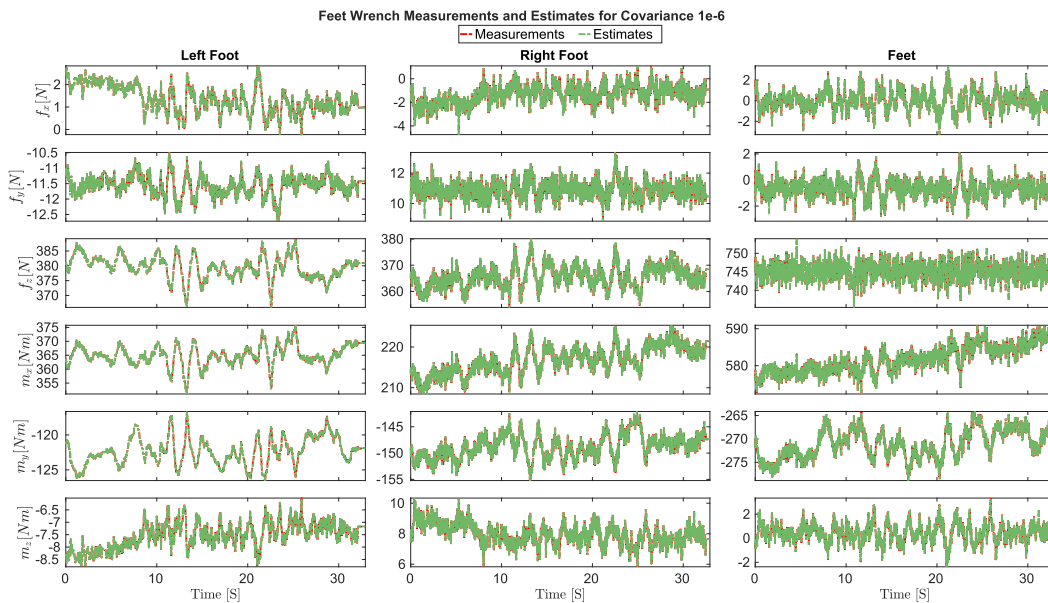 Feet Wrench Measurements and Estimates for Covariance 1e-6
Measurements Estimates
Left Foot Right Foot Feet
f_x[N] 2 1 0
0 -2 -4
2 0 -2
f_y[N] -10.5 -11.5 -12.5
12 10
2 0 -2
f_z[N] 385 380 375 370
380 370 360
750 745 740
m_x[Nm] 375 370 365 360 355
220 210
590 580
m_y[Nm] -120 -125
-145 -150 -155
-265 -270 -275
m_z[Nm] -6.5 -7 -7.5 -8 -8.5
10 8 6
2 0 -2
0 10 20 30
0 10 20 30
0 10 20 30
Time [S] Time [S] Time [S]